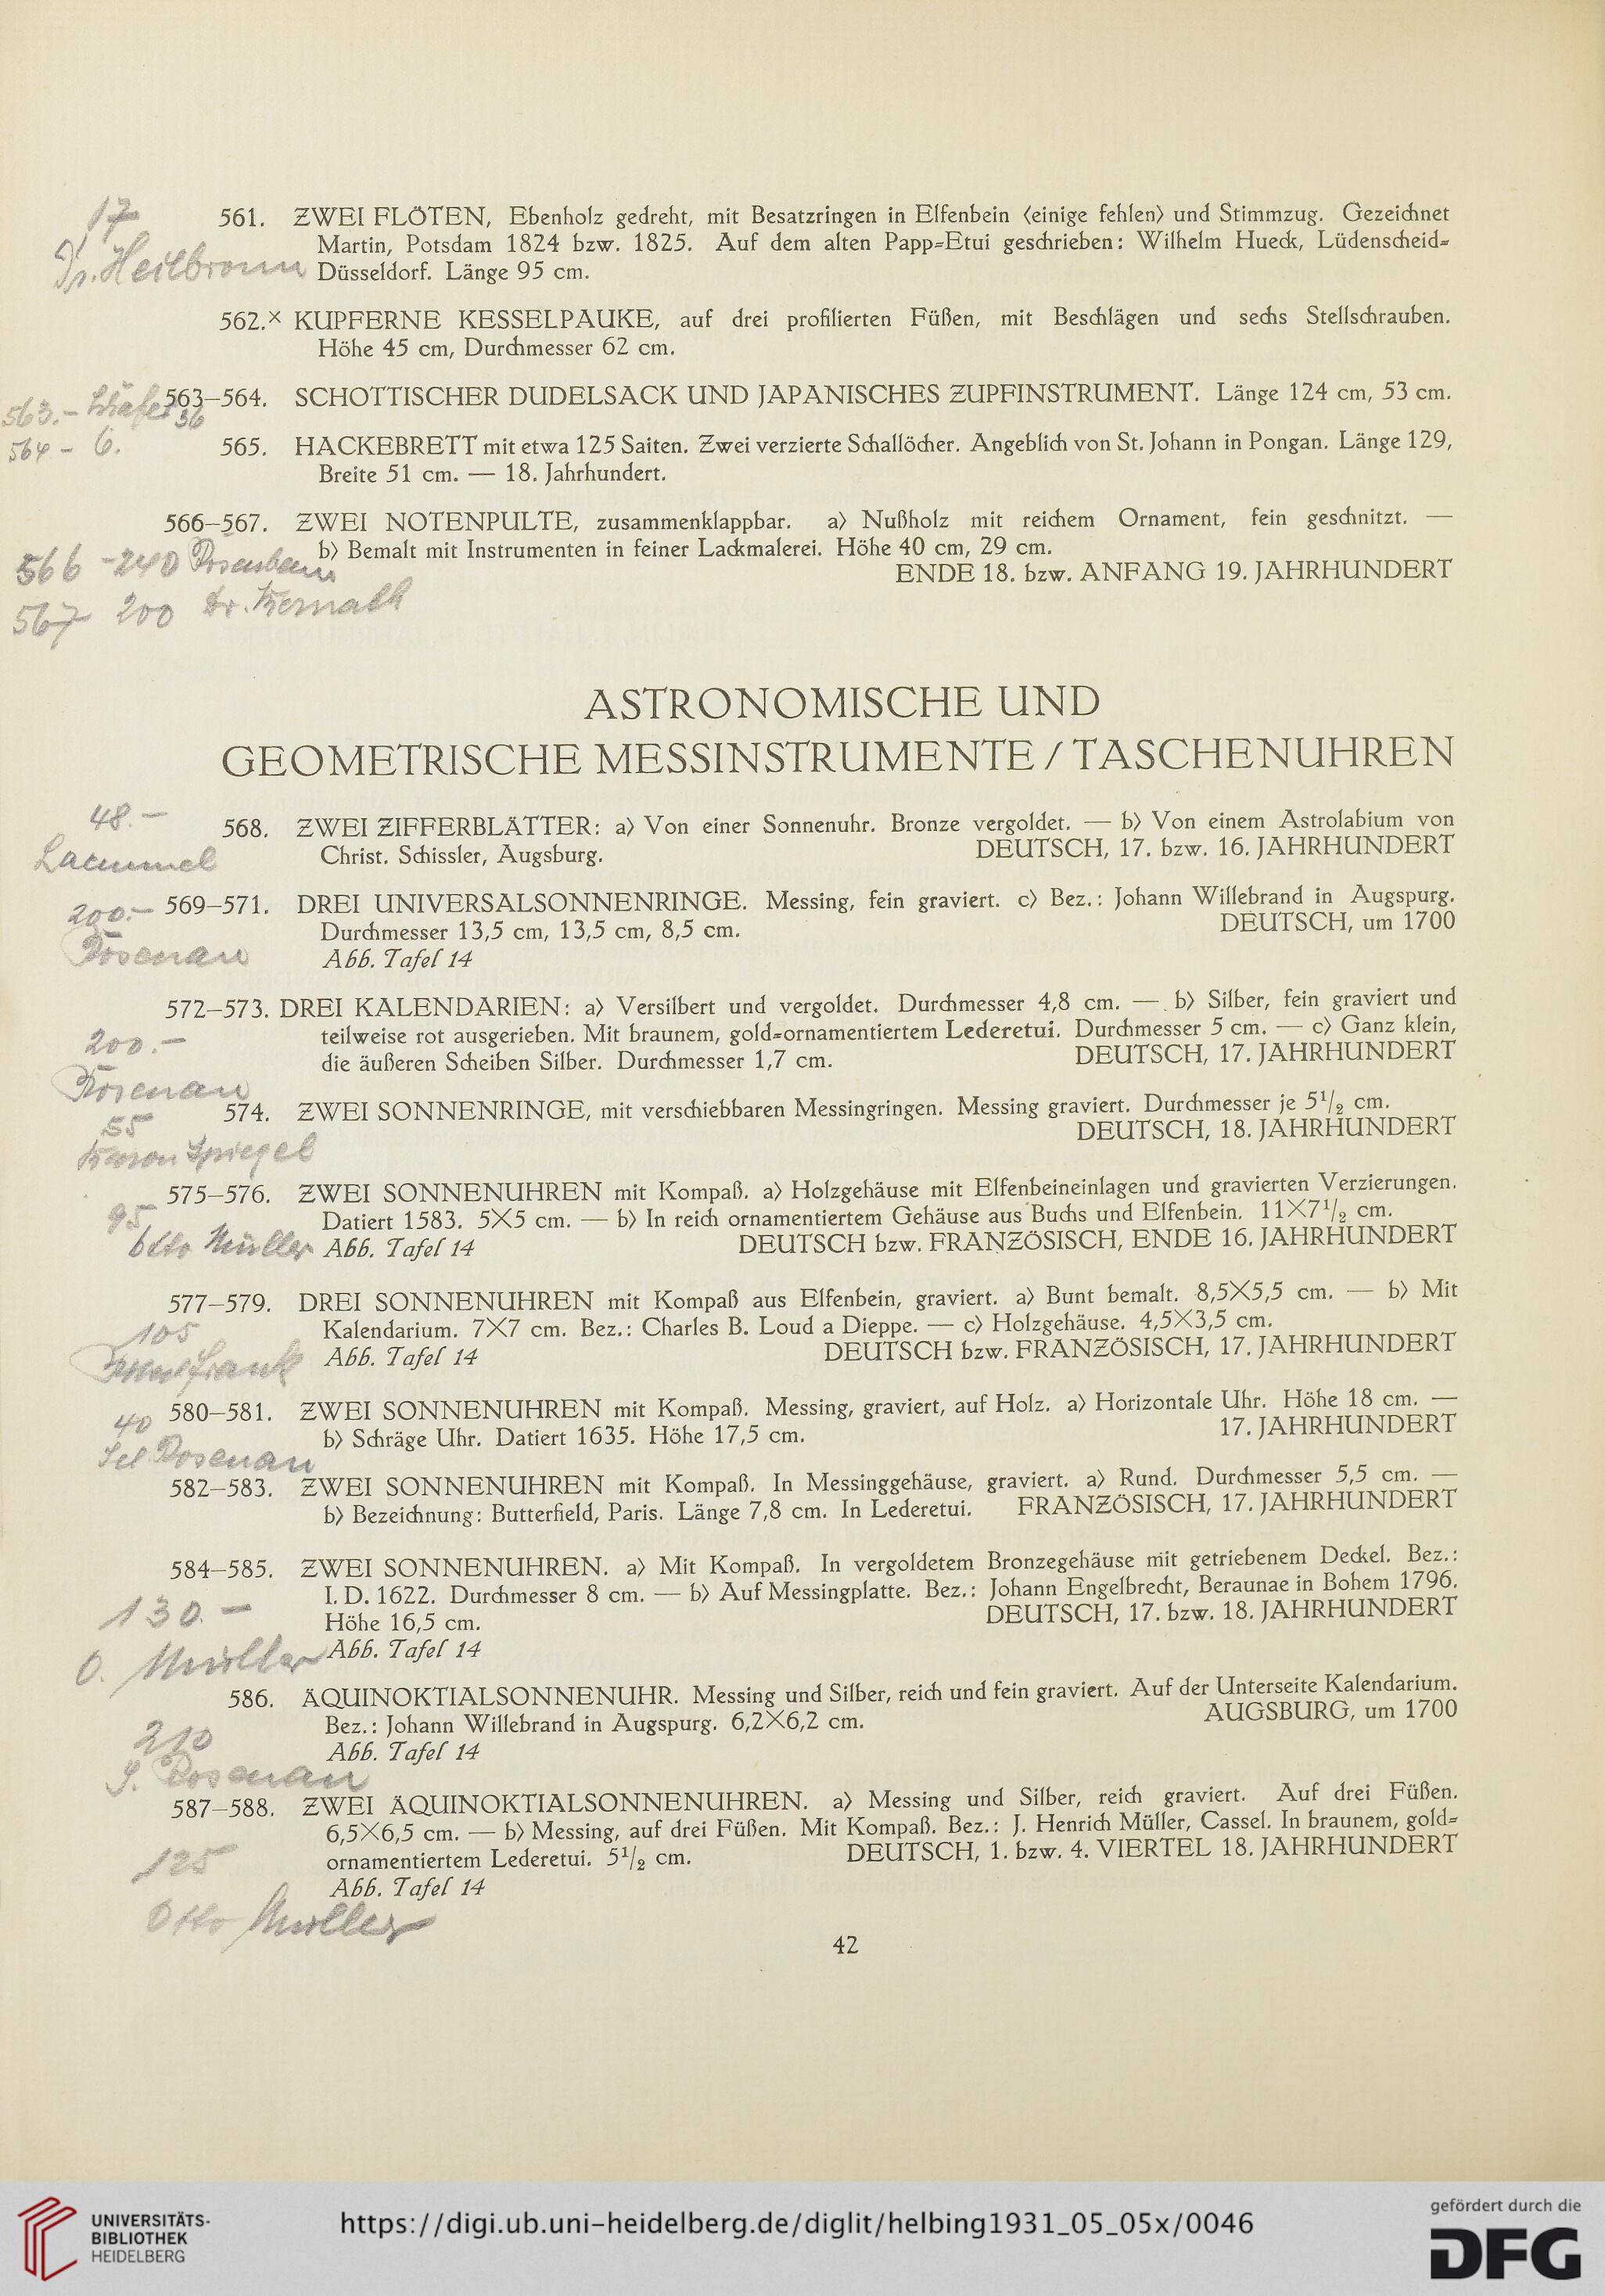 17
561. ZWEI FLÖTEN, Ebenholz gedreht, mit Besatzringen in Elfenbein (einige fehlen) und Stimmzug. Gezeichnet
Martin, Potsdam 1824 bzw. 1825. Auf dem alten Papp-Etui geschrieben: Wilhelm Hueck, Lüdenscheid-
Dr. Heilbronn
Düsseldorf. Länge 95 cm.
562.× KUPFERNE KESSELPAUKE, auf drei profilierten Füßen, mit Beschlägen und sechs Stellschrauben.
Höhe 45 cm, Durchmesser 62 cm.
563–564. SCHOTTISCHER DUDELSACK UND JAPANISCHES ZUPFINSTRUMENT. Länge 124 cm, 53 cm.
563.– Schäfer 36
564 – 6.
565. HACKEBRETT mit etwa 125 Saiten. Zwei verzierte Schallöcher. Angeblich von St. Johann in Pongan. Länge 129,
Breite 51 cm. — 18. Jahrhundert.
566–567. ZWEI NOTENPULTE, zusammenklappbar. a) Nußholz mit reichem Ornament, fein geschnitzt. —
b) Bemalt mit Instrumenten in feiner Lackmalerei. Höhe 40 cm, 29 cm.
566 – 240 Rosenbaum
ENDE 18. bzw. ANFANG 19. JAHRHUNDERT
567 200 Dr.
ASTRONOMISCHE UND
GEOMETRISCHE MESSINSTRUMENTE / TASCHENUHREN
48.–
568. ZWEI ZIFFERBLÄTTER: a) Von einer Sonnenuhr. Bronze vergoldet. — b) Von einem Astrolabium von
Christ. Schissler, Augsburg. DEUTSCH, 17. bzw. 16. JAHRHUNDERT
Laemmel
200.–
569–571. DREI UNIVERSALSONNENRINGE. Messing, fein graviert. c) Bez.: Johann Willebrand in Augspurg.
Durchmesser 13,5 cm, 13,5 cm, 8,5 cm. DEUTSCH, um 1700
Rosenau
Abb. Tafel 14
572–573. DREI KALENDARIEN: a) Versilbert und vergoldet. Durchmesser 4,8 cm. — b) Silber, fein graviert und
teilweise rot ausgerieben. Mit braunem, gold-ornamentiertem Lederetui. Durchmesser 5 cm. — c) Ganz klein,
200.–
die äußeren Scheiben Silber. Durchmesser 1,7 cm. DEUTSCH, 17. JAHRHUNDERT
Rosenau
574. ZWEI SONNENRINGE, mit verschiebbaren Messingringen. Messing graviert. Durchmesser je 5¹/₂ cm.
55
DEUTSCH, 18. JAHRHUNDERT
Baron Spiegel
575–576. ZWEI SONNENUHREN mit Kompaß. a) Holzgehäuse mit Elfenbeineinlagen und gravierten Verzierungen.
95
Datiert 1583. 5×5 cm. — b) In reich ornamentiertem Gehäuse aus Buchs und Elfenbein. 11×7¹/₂ cm.
Otto Müller
Abb. Tafel 14 DEUTSCH bzw. FRANZÖSISCH, ENDE 16. JAHRHUNDERT
577–579. DREI SONNENUHREN mit Kompaß aus Elfenbein, graviert. a) Bunt bemalt. 8,5×5,5 cm. — b) Mit
105
Kalendarium. 7×7 cm. Bez.: Charles B. Loud a Dieppe. — c) Holzgehäuse. 4,5×3,5 cm.
Abb. Tafel 14 DEUTSCH bzw. FRANZÖSISCH, 17. JAHRHUNDERT
580–581. ZWEI SONNENUHREN mit Kompaß. Messing, graviert, auf Holz. a) Horizontale Uhr. Höhe 18 cm. —
40
b) Schräge Uhr. Datiert 1635. Höhe 17,5 cm. 17. JAHRHUNDERT
Rosenau
582–583. ZWEI SONNENUHREN mit Kompaß. In Messinggehäuse, graviert. a) Rund. Durchmesser 5,5 cm. —
b) Bezeichnung: Butterfield, Paris. Länge 7,8 cm. In Lederetui. FRANZÖSISCH, 17. JAHRHUNDERT
584–585. ZWEI SONNENUHREN. a) Mit Kompaß. In vergoldetem Bronzegehäuse mit getriebenem Deckel. Bez.:
I. D. 1622. Durchmesser 8 cm. — b) Auf Messingplatte. Bez.: Johann Engelbrecht, Beraunae in Bohem 1796.
130.–
Höhe 16,5 cm. DEUTSCH, 17. bzw. 18. JAHRHUNDERT
O. Müller
Abb. Tafel 14
586. ÄQUINOKTIALSONNENUHR. Messing und Silber, reich und fein graviert. Auf der Unterseite Kalendarium.
Bez.: Johann Willebrand in Augspurg. 6,2×6,2 cm. AUGSBURG, um 1700
210
Abb. Tafel 14
S. Rosenau
587–588. ZWEI ÄQUINOKTIALSONNENUHREN. a) Messing und Silber, reich graviert. Auf drei Füßen.
6,5×6,5 cm. — b) Messing, auf drei Füßen. Mit Kompaß. Bez.: J. Henrich Müller, Cassel. In braunem, gold-
125
ornamentiertem Lederetui. 5¹/₂ cm. DEUTSCH, 1. bzw. 4. VIERTEL 18. JAHRHUNDERT
Abb. Tafel 14
Otto Müller
42
UNIVERSITÄTS-
BIBLIOTHEK
HEIDELBERG
https://digi.ub.uni-heidelberg.de/diglit/helbing1931_05_05x/0046
gefördert durch die
DFG